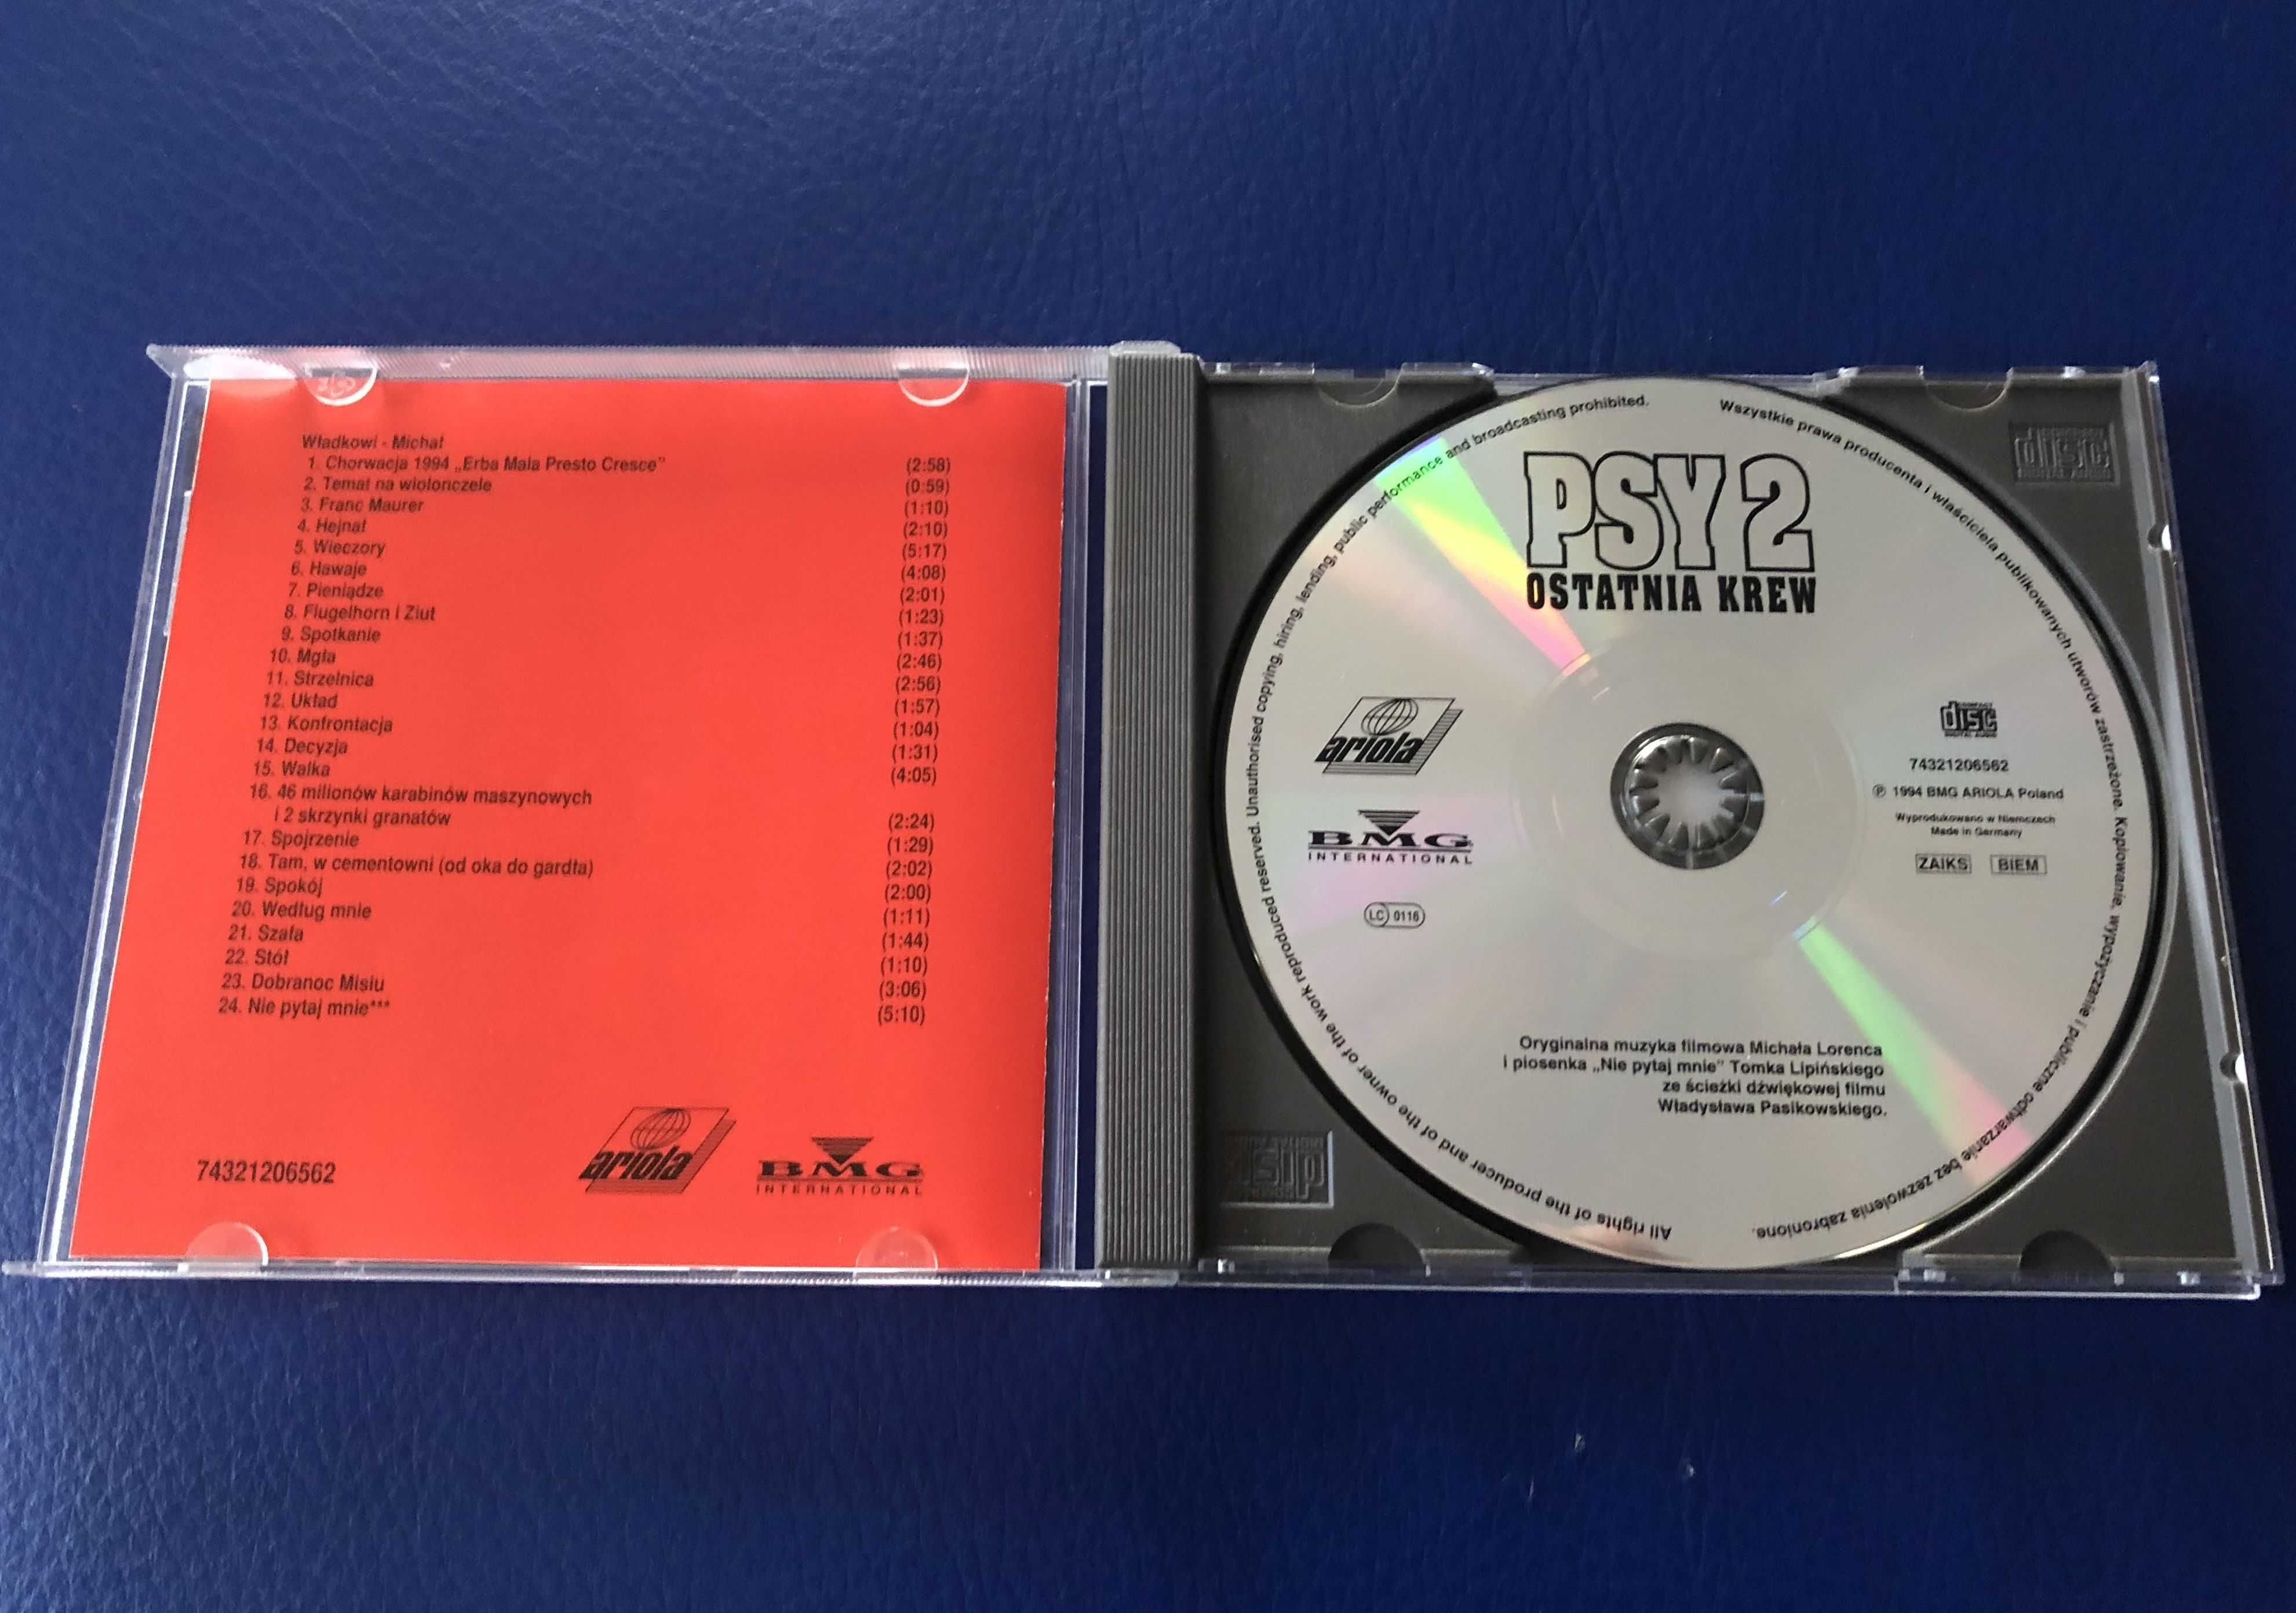 Władkowi - Michał
1. Chorwacja 1994 „Erba Mala Presto Cresce” (2:58)
2. Temat na wiolonczele (0:59)
3. Franc Maurer (1:10)
4. Hejnał (2:10)
5. Wieczory (5:17)
6. Hawaje (4:08)
7. Pieniądze (2:01)
8. Flugelhorn i Ziut (1:23)
9. Spotkanie (1:37)
10. Mgła (2:46)
11. Strzelnica (2:56)
12. Układ (1:57)
13. Konfrontacja (1:04)
14. Decyzja (1:31)
15. Walka (4:05)
16. 46 milionów karabinów maszynowych
i 2 skrzynki granatów (2:24)
17. Spojrzenie (1:29)
18. Tam, w cementowni (od oka do gardła) (2:02)
19. Spokój (2:00)
20. Według mnie (1:11)
21. Szafa (1:44)
22. Stół (1:10)
23. Dobranoc Misiu (3:06)
24. Nie pytaj mnie*** (5:10)
74321206562
ariola
BMG
INTERNATIONAL
PSY 2
OSTATNIA KREW
ariola
BMG
INTERNATIONAL
LC 0116
COMPACT
disc
DIGITAL AUDIO
74321206562
Ⓟ 1994 BMG ARIOLA Poland
Wyprodukowano w Niemczech
Made in Germany
ZAIKS BIEM
Oryginalna muzyka filmowa Michała Lorenca
i piosenka „Nie pytaj mnie” Tomka Lipińskiego
ze ścieżki dźwiękowej filmu
Władysława Pasikowskiego.
Wszystkie prawa producenta i właściciela publikowanych utworów zastrzeżone. Kopiowanie, wypożyczanie i publiczne odtwarzanie bez zezwolenia zabronione.
All rights of the producer and of the owner of the work reproduced reserved. Unauthorised copying, hiring, lending, public performance and broadcasting prohibited.
disc
disc